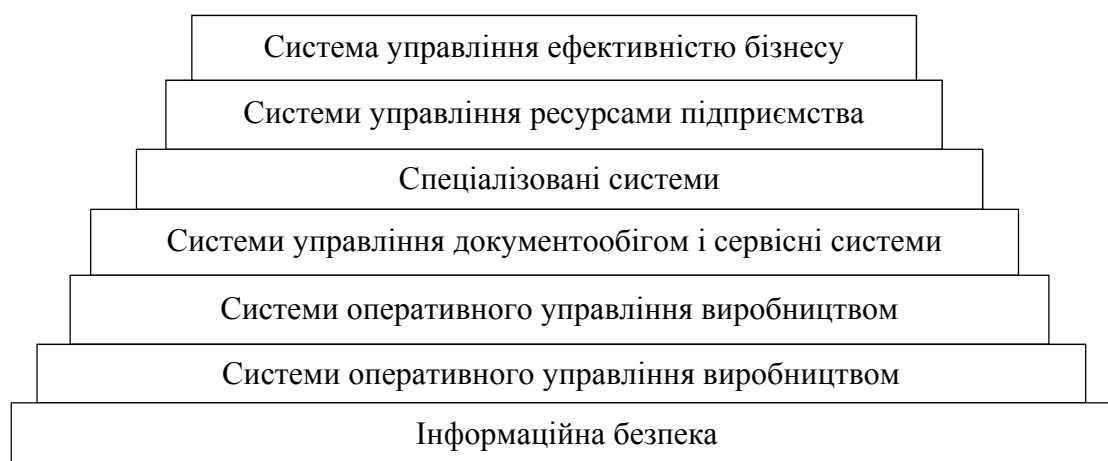 Система управління ефективністю бізнесу
Системи управління ресурсами підприємства
Спеціалізовані системи
Системи управління документообігом і сервісні системи
Системи оперативного управління виробництвом
Системи оперативного управління виробництвом
Інформаційна безпека